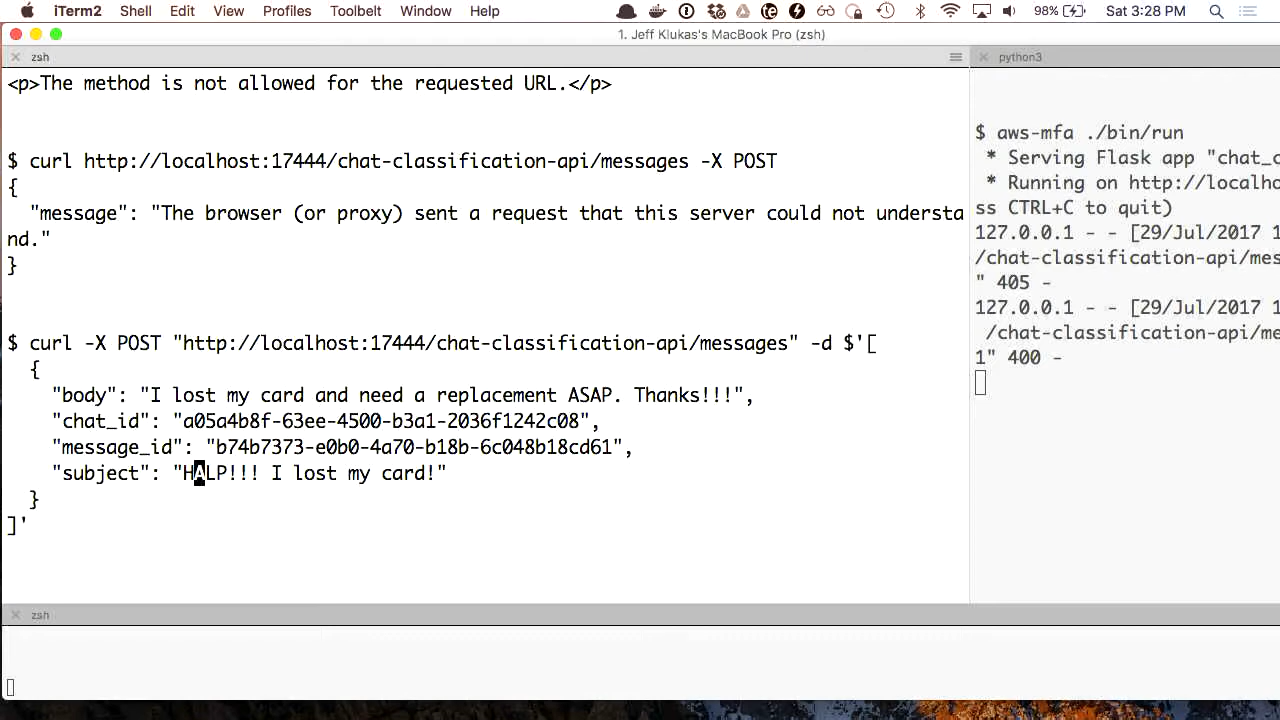 iTerm2 Shell Edit View Profiles Toolbelt Window Help 98% Sat 3:28 PM
1. Jeff Klukas's MacBook Pro (zsh)
zsh
<p>The method is not allowed for the requested URL.</p>
$ curl http://localhost:17444/chat-classification-api/messages -X POST
{
"message": "The browser (or proxy) sent a request that this server could not understa
nd."
}
$ curl -X POST "http://localhost:17444/chat-classification-api/messages" -d $'[
{
"body": "I lost my card and need a replacement ASAP. Thanks!!!",
"chat_id": "a05a4b8f-63ee-4500-b3a1-2036f1242c08",
"message_id": "b74b7373-e0b0-4a70-b18b-6c048b18cd61",
"subject": "HALP!!! I lost my card!"
}
]'
python3
$ aws-mfa ./bin/run
* Serving Flask app "chat_c
* Running on http://localho
ss CTRL+C to quit)
127.0.0.1 - - [29/Jul/2017 1
/chat-classification-api/mes
" 405 -
127.0.0.1 - - [29/Jul/2017 1
/chat-classification-api/me
1" 400 -
zsh